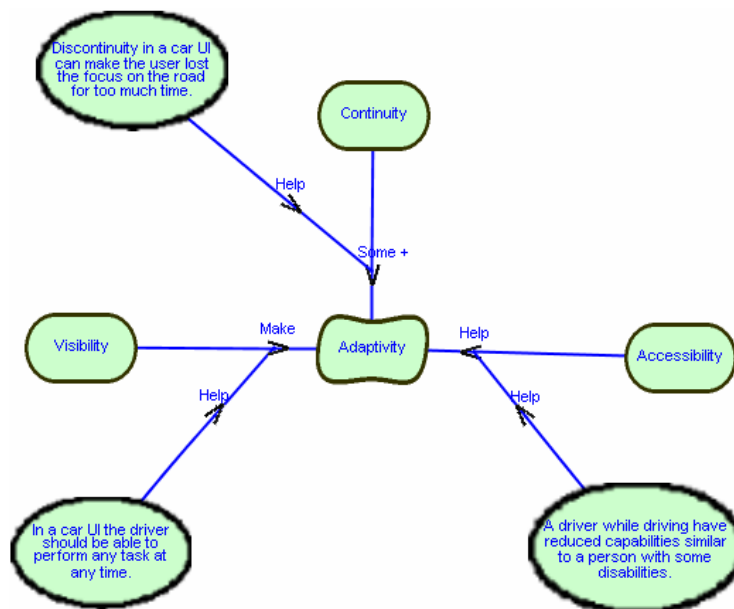 Discontinuity in a car UI
can make the user lost
the focus on the road
for too much time.
Continuity
Help
Some +
Make
Help
Visibility
Adaptivity
Accessibility
Help
Help
In a car UI the driver
should be able to
perform any task at
any time.
A driver while driving have
reduced capabilities similar
to a person with some
disabilities.